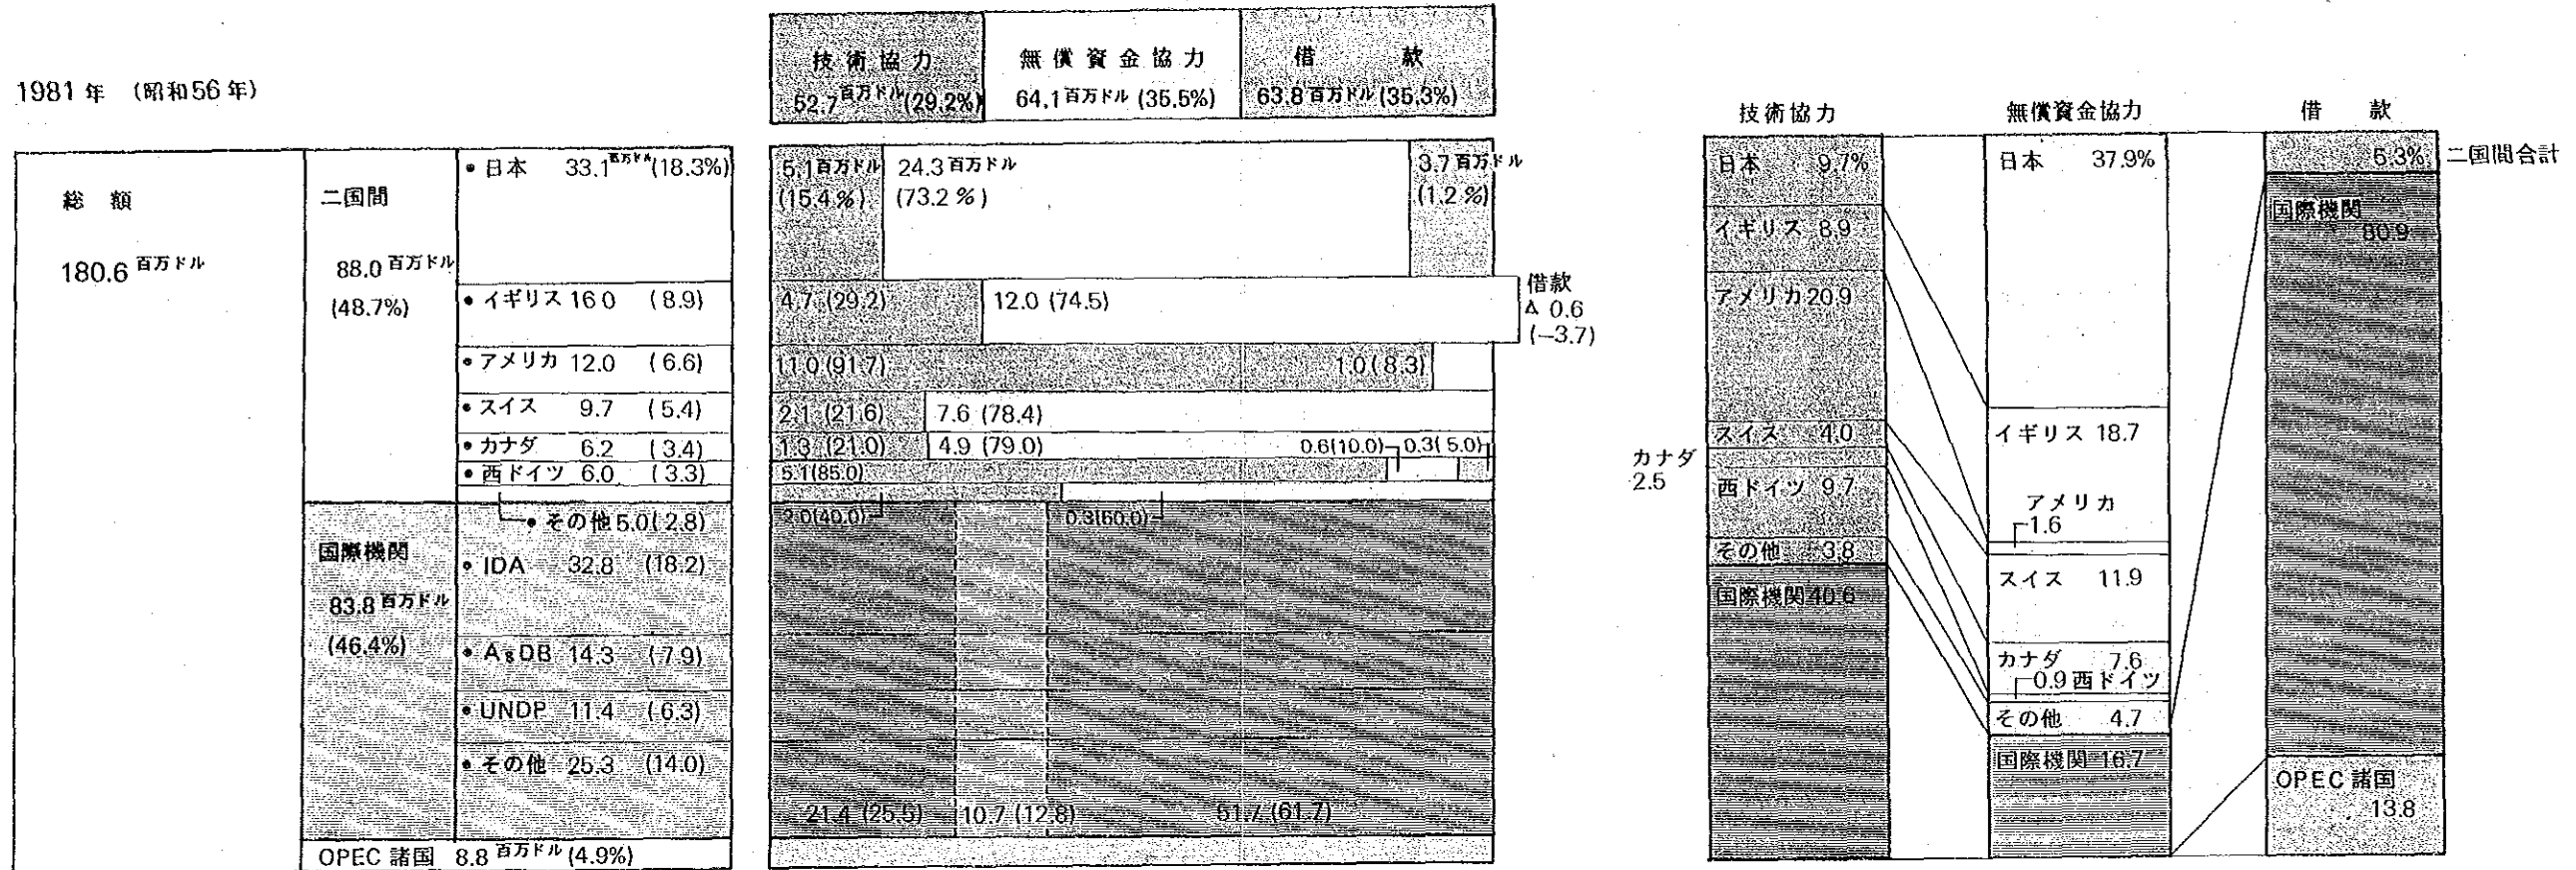 1981年 （昭和56年）
技術協力
52.7百万ドル(29.2%)
無償資金協力
64.1百万ドル (35.5%)
借款
63.8百万ドル(35.3%)
総額
180.6百万ドル
二国間
88.0百万ドル
(48.7%)
• 日本 33.1百万ドル(18.3%)
• イギリス 16 0 (8.9)
• アメリカ 12.0 (6.6)
• スイス 9.7 (5.4)
• カナダ 6.2 (3.4)
• 西ドイツ 6.0 (3.3)
• その他 5.0(2.8)
国際機関
83.8百万ドル
(46.4%)
• IDA 32.8 (18.2)
• AsDB 14.3 (7.9)
• UNDP 11.4 (6.3)
• その他 25.3 (14.0)
OPEC 諸国 8.8百万ドル(4.9%)
5.1百万ドル
(15.4%)
24.3百万ドル
(73.2%)
3.7百万ドル
(1.2%)
4.7 (29.2)
12.0 (74.5)
借款
△ 0.6
(−3.7)
11.0 (91.7)
1.0(8.3)
2.1 (21.6)
7.6 (78.4)
1.3 (21.0)
4.9 (79.0)
0.6(10.0)
0.3(5.0)
5.1(85.0)
2.0(40.0)
0.3(60.0)
21.4 (25.5)
10.7 (12.8)
51.7 (61.7)
技術協力
日本 9.7%
イギリス 8.9
アメリカ 20.9
スイス 4.0
カナダ
2.5
西ドイツ 9.7
その他 3.8
国際機関 40.6
無償資金協力
日本 37.9%
イギリス 18.7
アメリカ
1.6
スイス 11.9
カナダ 7.6
0.9 西ドイツ
その他 4.7
国際機関 16.7
借款
5.3% 二国間合計
国際機関
80.9
OPEC 諸国
13.8